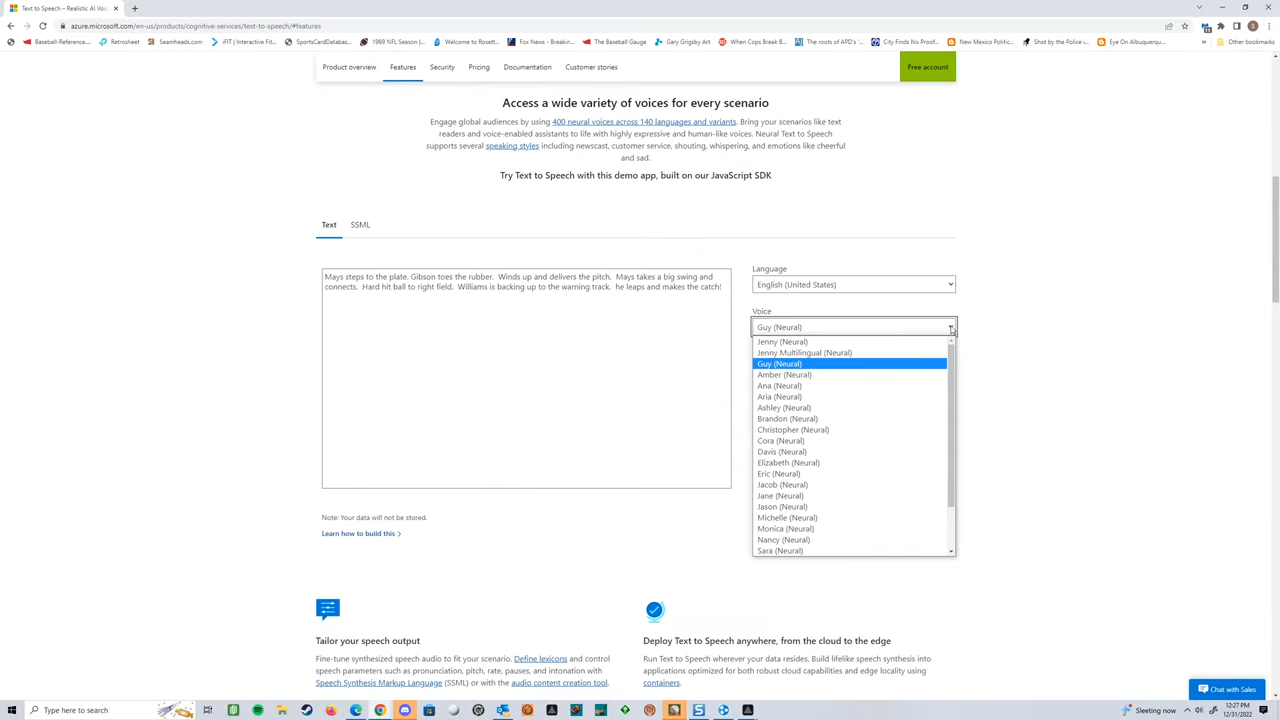 Text to Speech – Realistic AI Voi
azure.microsoft.com/en-us/products/cognitive-services/text-to-speech/#features
Baseball-Reference....
Retrosheet
Seamheads.com
iFIT | Interactive Fit...
SportsCardDatabas...
1969 NFL Season |...
Welcome to Rosett...
Fox News - Breakin...
The Baseball Gauge
Gary Grigsby Art
When Cops Break B...
The roots of APD's '...
City Finds No Proof...
New Mexico Politic...
Shot by the Police i...
Eye On Albuquerqu...
Other bookmarks
Product overview
Features
Security
Pricing
Documentation
Customer stories
Free account
Access a wide variety of voices for every scenario
Engage global audiences by using 400 neural voices across 140 languages and variants. Bring your scenarios like text
readers and voice-enabled assistants to life with highly expressive and human-like voices. Neural Text to Speech
supports several speaking styles including newscast, customer service, shouting, whispering, and emotions like cheerful
and sad.
Try Text to Speech with this demo app, built on our JavaScript SDK
Text
SSML
Mays steps to the plate. Gibson toes the rubber.  Winds up and delivers the pitch.  Mays takes a big swing and
connects.  Hard hit ball to right field.  Williams is backing up to the warning track.  he leaps and makes the catch!
Language
English (United States)
Voice
Guy (Neural)
Jenny (Neural)
Jenny Multilingual (Neural)
Guy (Neural)
Amber (Neural)
Ana (Neural)
Aria (Neural)
Ashley (Neural)
Brandon (Neural)
Christopher (Neural)
Cora (Neural)
Davis (Neural)
Elizabeth (Neural)
Eric (Neural)
Jacob (Neural)
Jane (Neural)
Jason (Neural)
Michelle (Neural)
Monica (Neural)
Nancy (Neural)
Sara (Neural)
Note: Your data will not be stored.
Learn how to build this >
Tailor your speech output
Fine-tune synthesized speech audio to fit your scenario. Define lexicons and control
speech parameters such as pronunciation, pitch, rate, pauses, and intonation with
Speech Synthesis Markup Language (SSML) or with the audio content creation tool.
Deploy Text to Speech anywhere, from the cloud to the edge
Run Text to Speech wherever your data resides. Build lifelike speech synthesis into
applications optimized for both robust cloud capabilities and edge locality using
containers.
Chat with Sales
Type here to search
Sleeting now
12:27 PM
12/31/2022